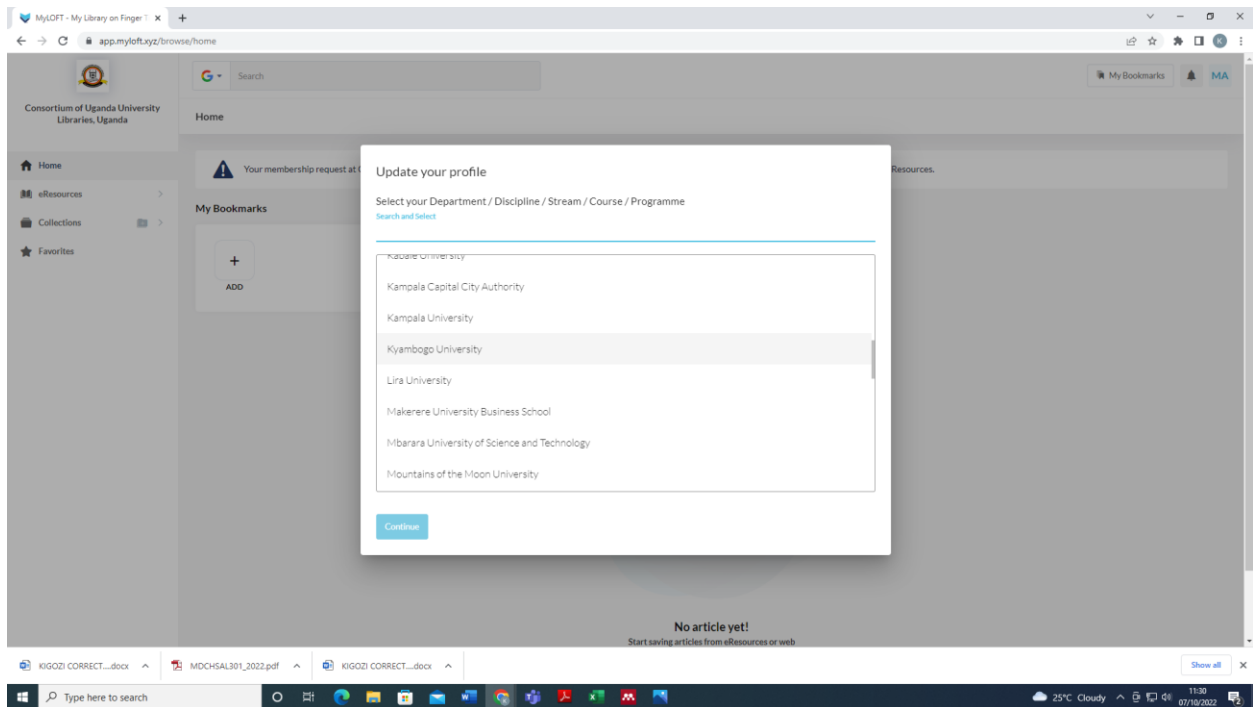 MyLOFT - My Library on Finger T
app.myloft.xyz/browse/home
K
Consortium of Uganda University
Libraries, Uganda
G
Search
My Bookmarks
MA
Home
Home
eResources
Collections
Favorites
Your membership request at
Resources.
My Bookmarks
ADD
Update your profile
Select your Department / Discipline / Stream / Course / Programme
Search and Select
Kabale University
Kampala Capital City Authority
Kampala University
Kyambogo University
Lira University
Makerere University Business School
Mbarara University of Science and Technology
Mountains of the Moon University
Continue
No article yet!
Start saving articles from eResources or web
KIGOZI CORRECT....docx
MDCHSAL301_2022.pdf
KIGOZI CORRECT....docx
Show all
Type here to search
25°C Cloudy
11:30
07/10/2022